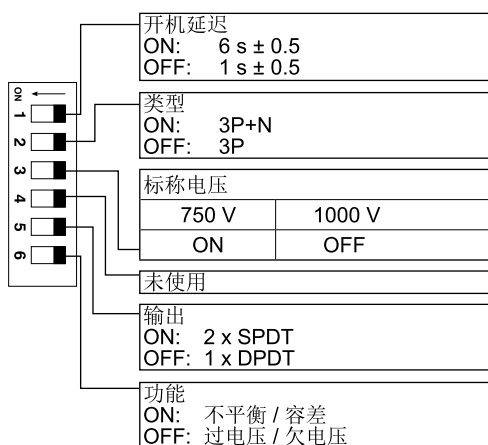 开机延迟
ON: 6 s ± 0.5
OFF: 1 s ± 0.5
ON
1
2
3
4
5
6
类型
ON: 3P+N
OFF: 3P
标称电压
750 V 1000 V
ON OFF
未使用
输出
ON: 2 x SPDT
OFF: 1 x DPDT
功能
ON: 不平衡 / 容差
OFF: 过电压 / 欠电压